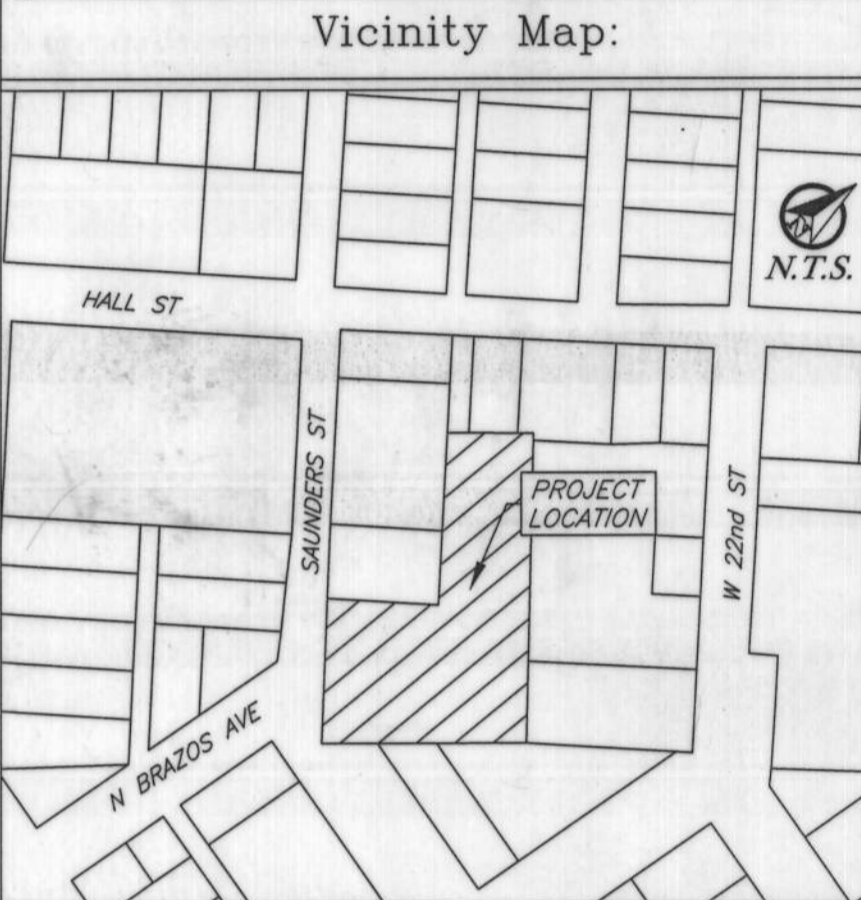 Vicinity Map:
N.T.S.
HALL ST
SAUNDERS ST
PROJECT
LOCATION
W 22nd ST
N BRAZOS AVE